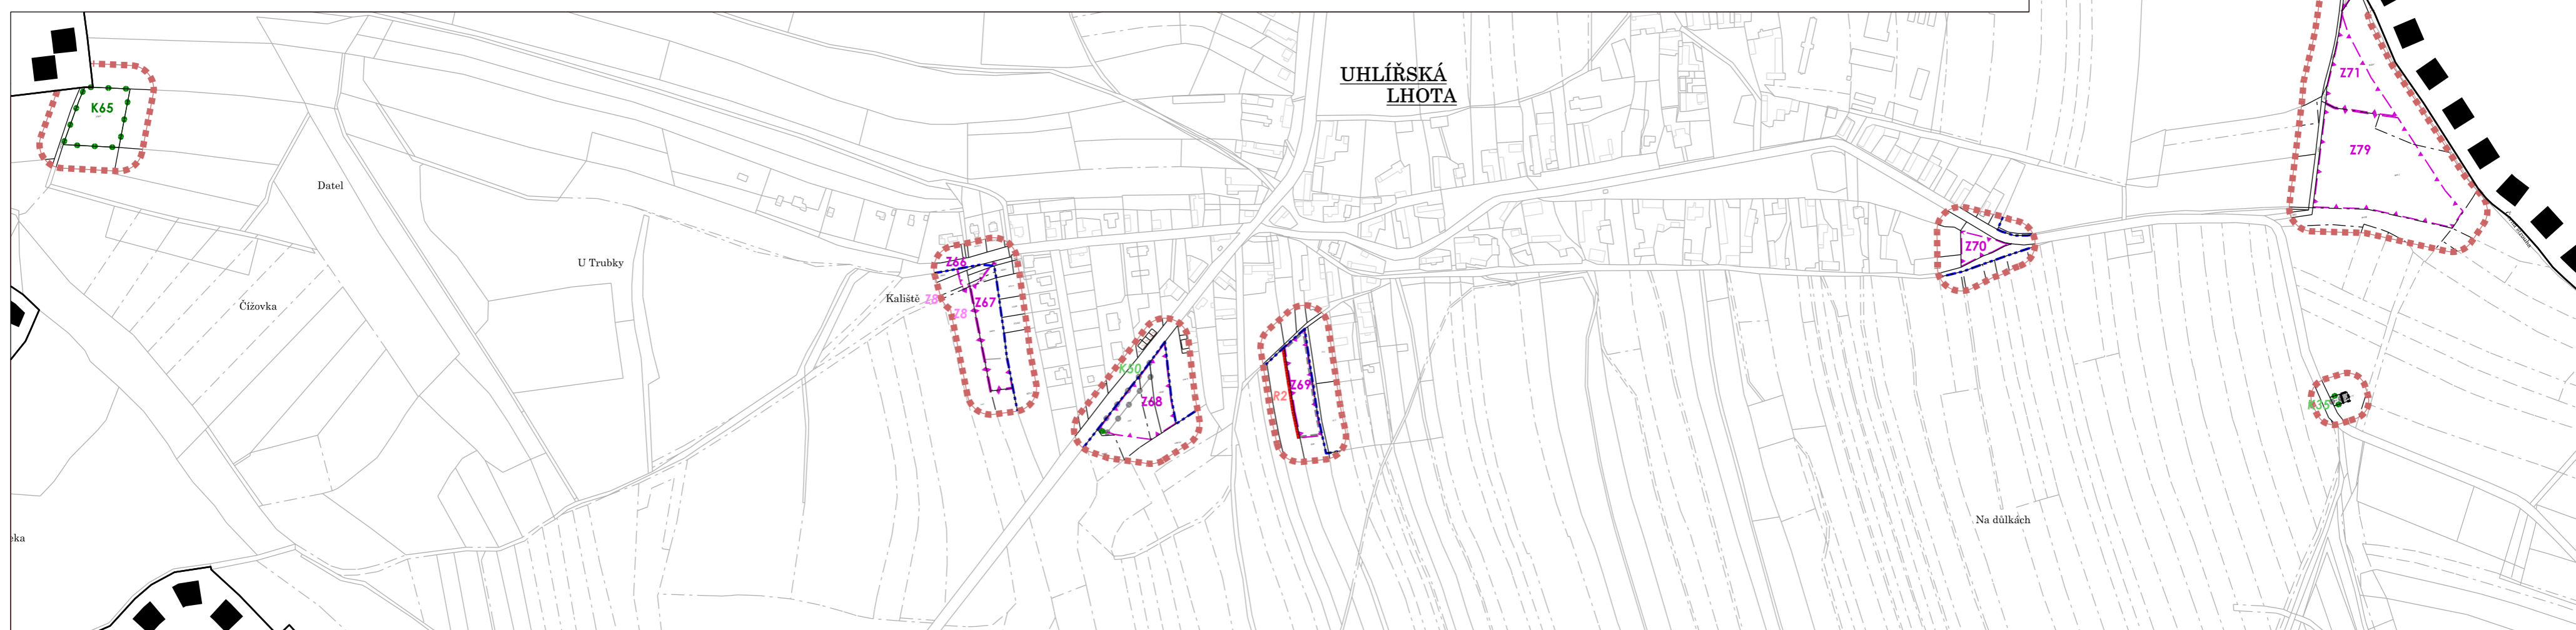 UHLÍŘSKÁ
LHOTA
Z71
K65
Z79
Datel
Z70
Z66
U Trubky
Kaliště
Z8
Z67
Čížovka
Z8
K50
Z69
R2
Z68
K35
Na důlkách